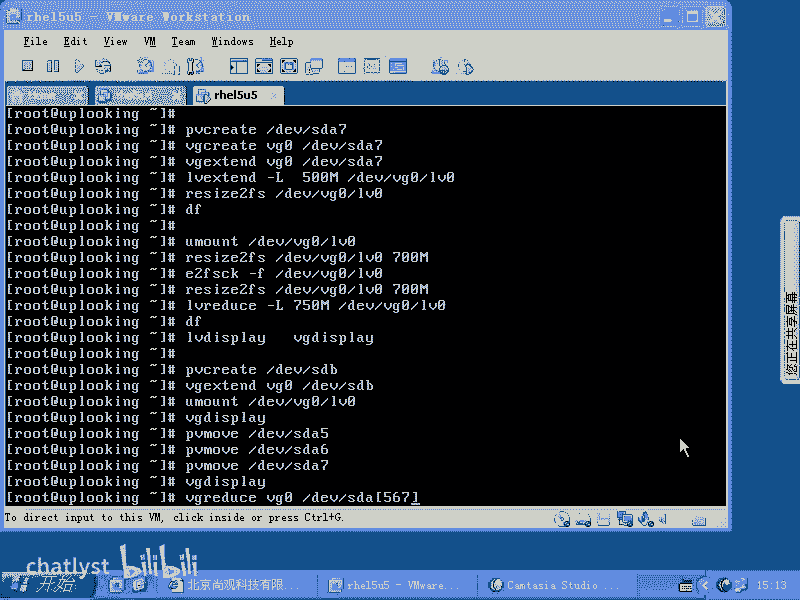 rhel5u5 - VMware Workstation
File Edit View VM Team Windows Help
rhel5u5
[root@uplooking ~]#
[root@uplooking ~]# pvcreate /dev/sda7
[root@uplooking ~]# vgcreate vg0 /dev/sda7
[root@uplooking ~]# vgextend vg0 /dev/sda7
[root@uplooking ~]# lvextend -L  500M /dev/vg0/lv0
[root@uplooking ~]# resize2fs /dev/vg0/lv0
[root@uplooking ~]# df
[root@uplooking ~]#
[root@uplooking ~]# umount /dev/vg0/lv0
[root@uplooking ~]# resize2fs /dev/vg0/lv0 700M
[root@uplooking ~]# e2fsck -f /dev/vg0/lv0
[root@uplooking ~]# resize2fs /dev/vg0/lv0 700M
[root@uplooking ~]# lvreduce -L 750M /dev/vg0/lv0
[root@uplooking ~]# df
[root@uplooking ~]# lvdisplay   vgdisplay
[root@uplooking ~]#
[root@uplooking ~]# pvcreate /dev/sdb
[root@uplooking ~]# vgextend vg0 /dev/sdb
[root@uplooking ~]# umount /dev/vg0/lv0
[root@uplooking ~]# vgdisplay
[root@uplooking ~]# pvmove /dev/sda5
[root@uplooking ~]# pvmove /dev/sda6
[root@uplooking ~]# pvmove /dev/sda7
[root@uplooking ~]# vgdisplay
[root@uplooking ~]# vgreduce vg0 /dev/sda[567]
To direct input to this VM, click inside or press Ctrl+G.
您正在共享屏幕
chatlyst bilibili
开始 北京尚观科技有限... rhel5u5 - VMware... Camtasia Studio ... 15:13